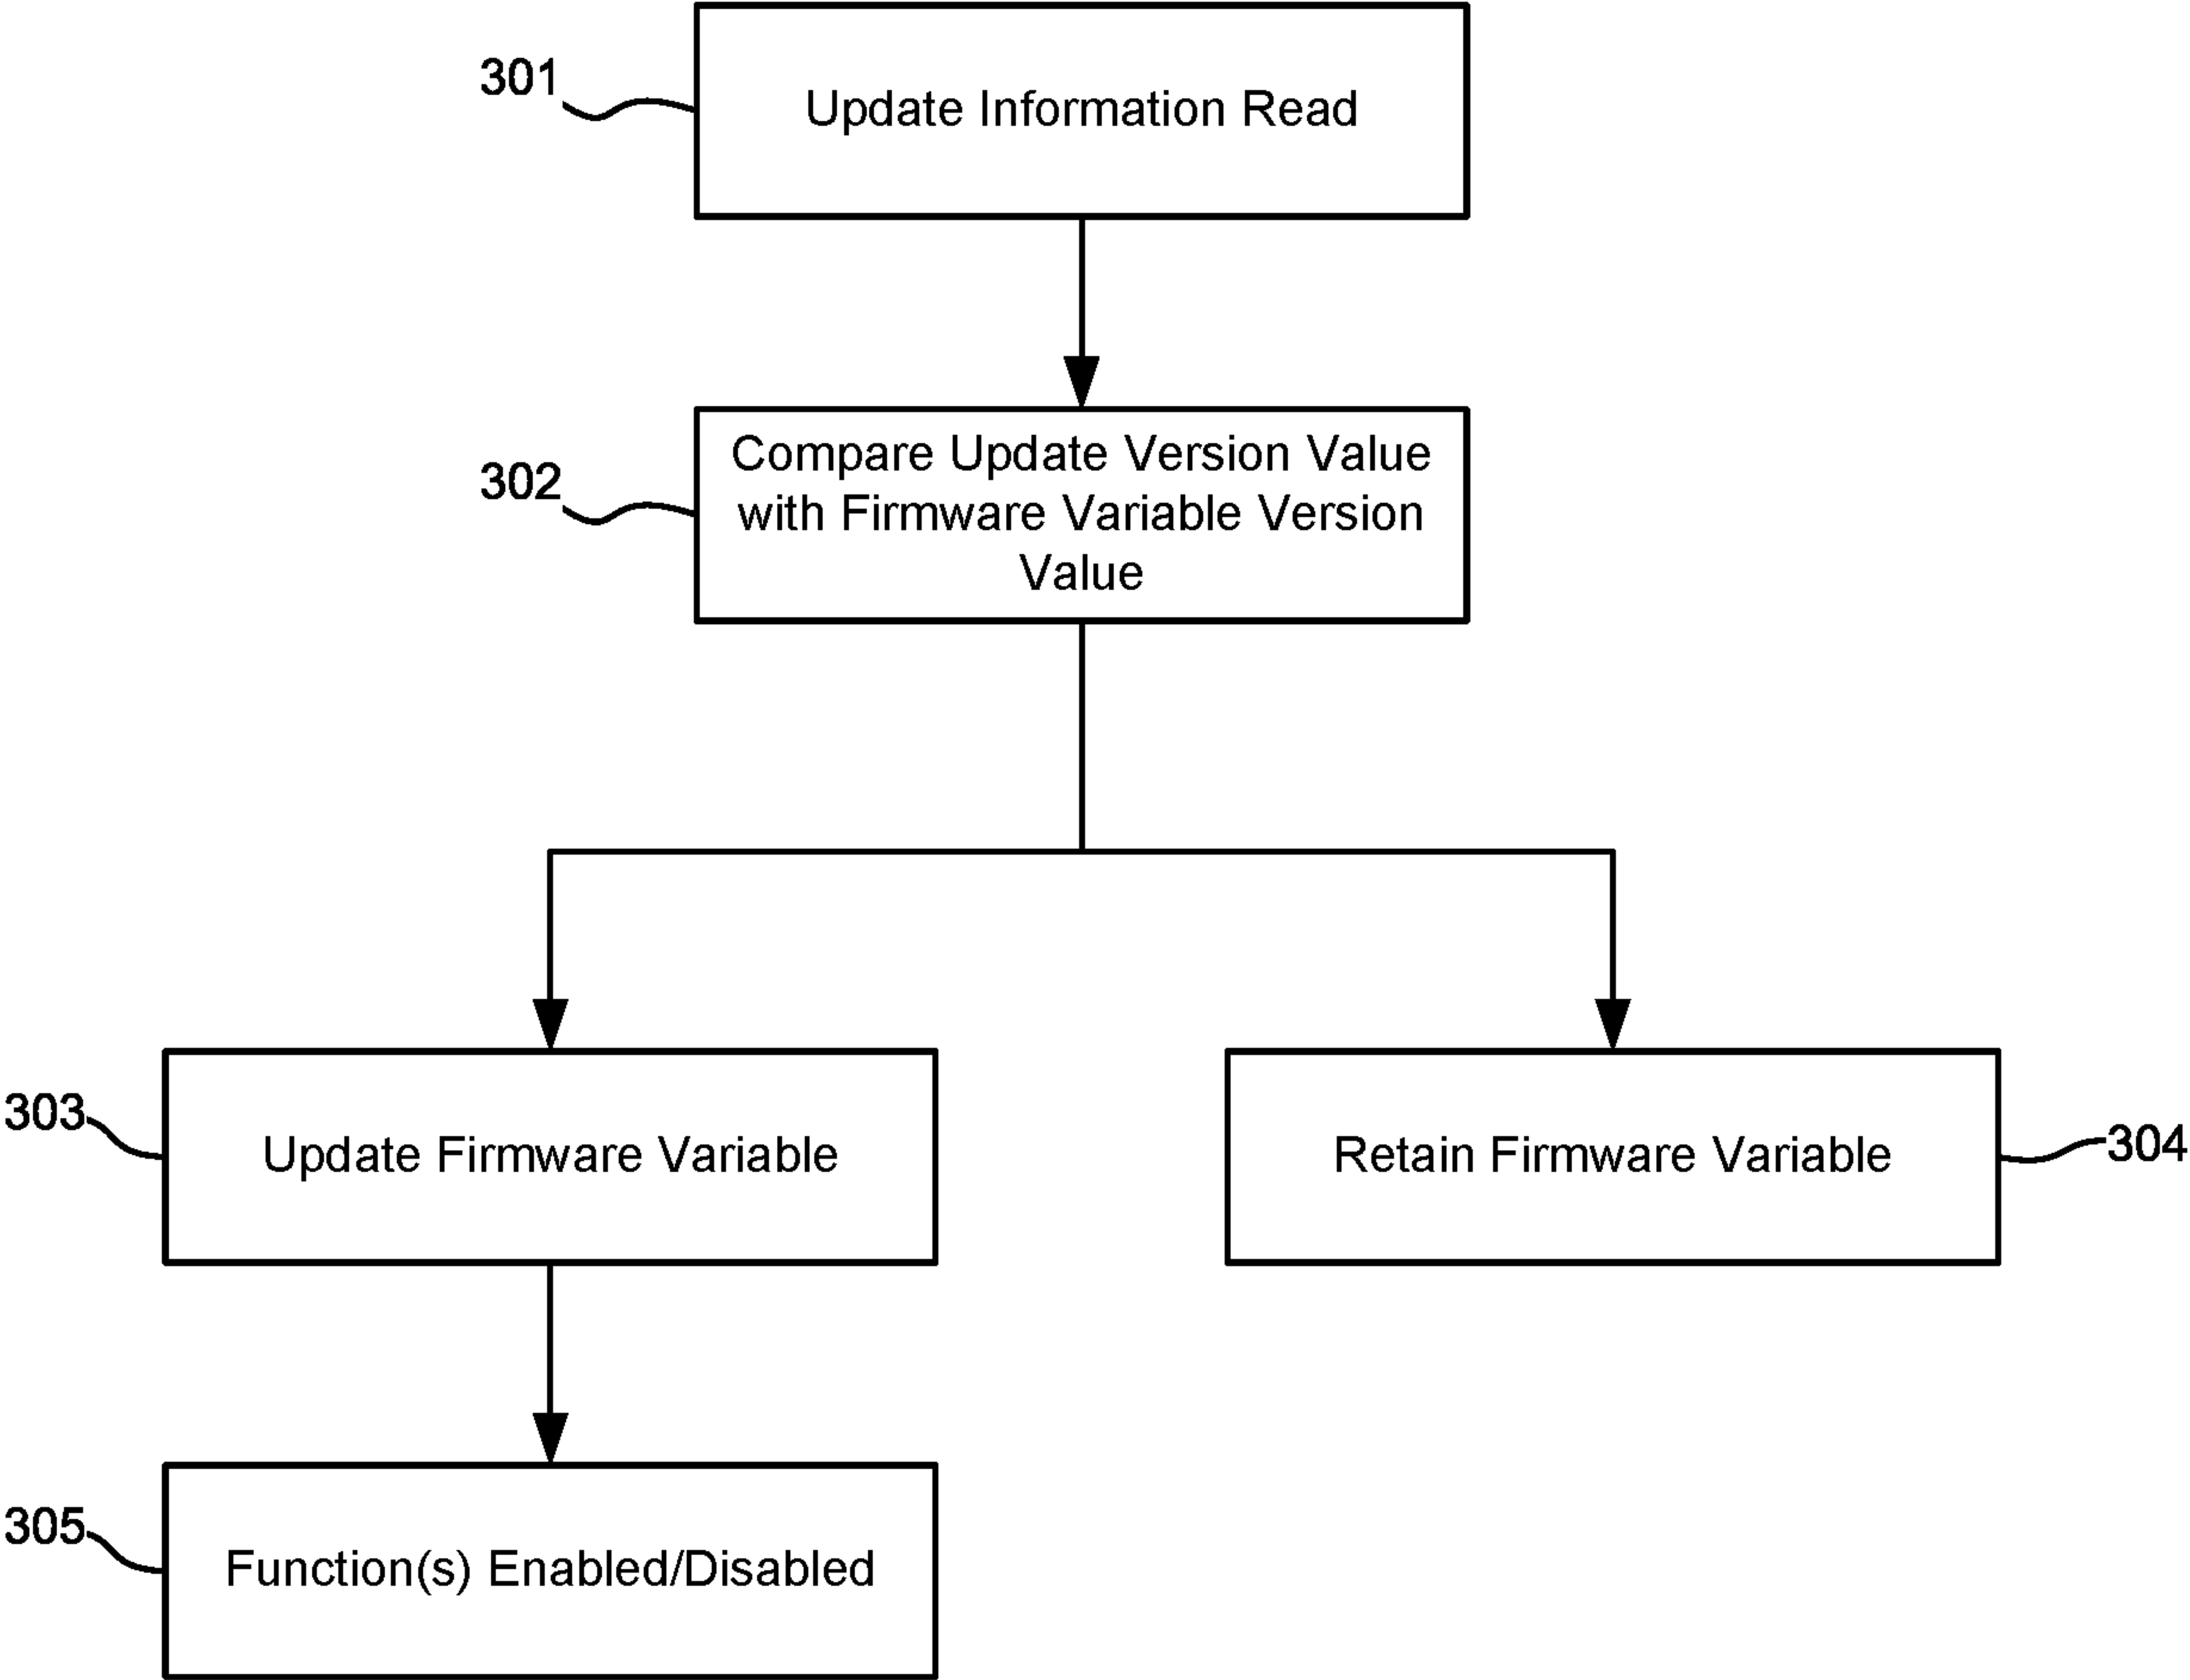 301
Update Information Read
302
Compare Update Version Value
with Firmware Variable Version
Value
303
Update Firmware Variable
Retain Firmware Variable
304
305
Function(s) Enabled/Disabled